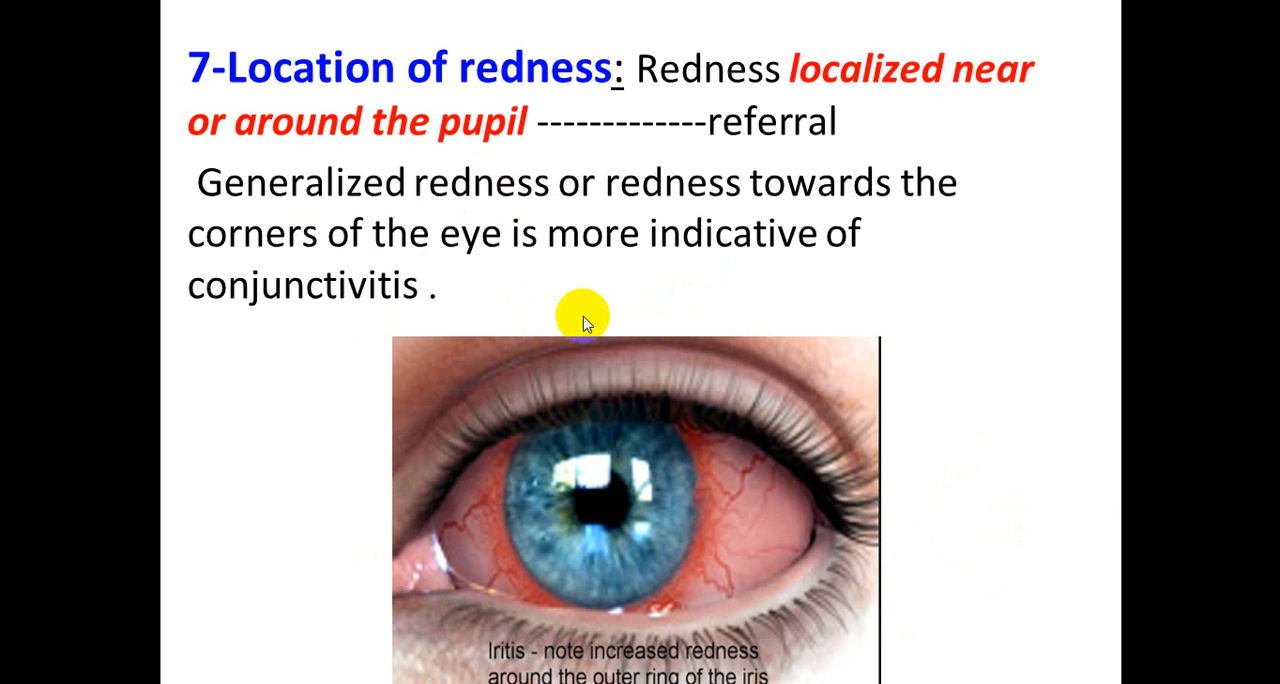 7-Location of redness: Redness localized near
or around the pupil -------------referral
Generalized redness or redness towards the
corners of the eye is more indicative of
conjunctivitis .
Iritis - note increased redness
around the outer ring of the iris